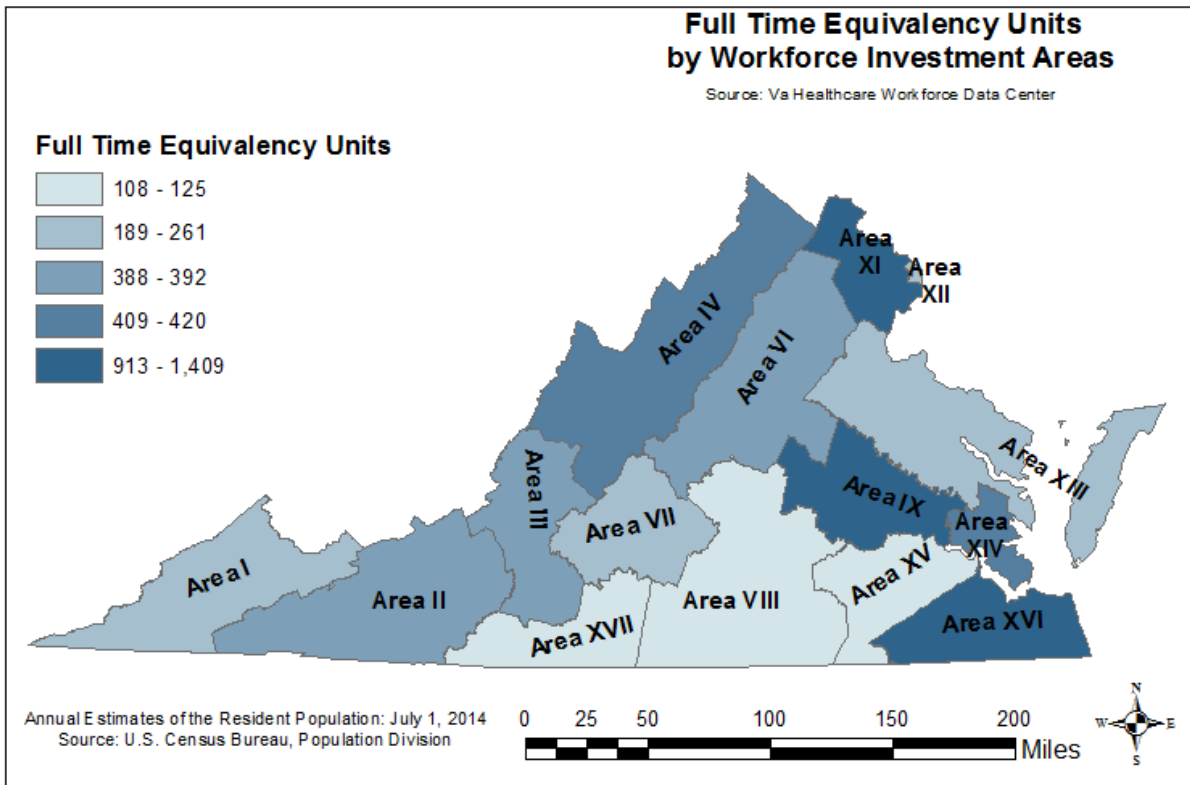 Full Time Equivalency Units
by Workforce Investment Areas
Source: Va Healthcare Workforce Data Center
Full Time Equivalency Units
108 - 125
189 - 261
388 - 392
409 - 420
913 - 1,409
Area
XI
Area
XII
Area IV
Area VI
Area XIII
Area III
Area IX
Area VII
Area
XIV
Area I
Area XV
Area II
Area VIII
Area XVII
Area XVI
Annual Estimates of the Resident Population: July 1, 2014
Source: U.S. Census Bureau, Population Division
0 25 50 100 150 200
Miles
N
W E
S